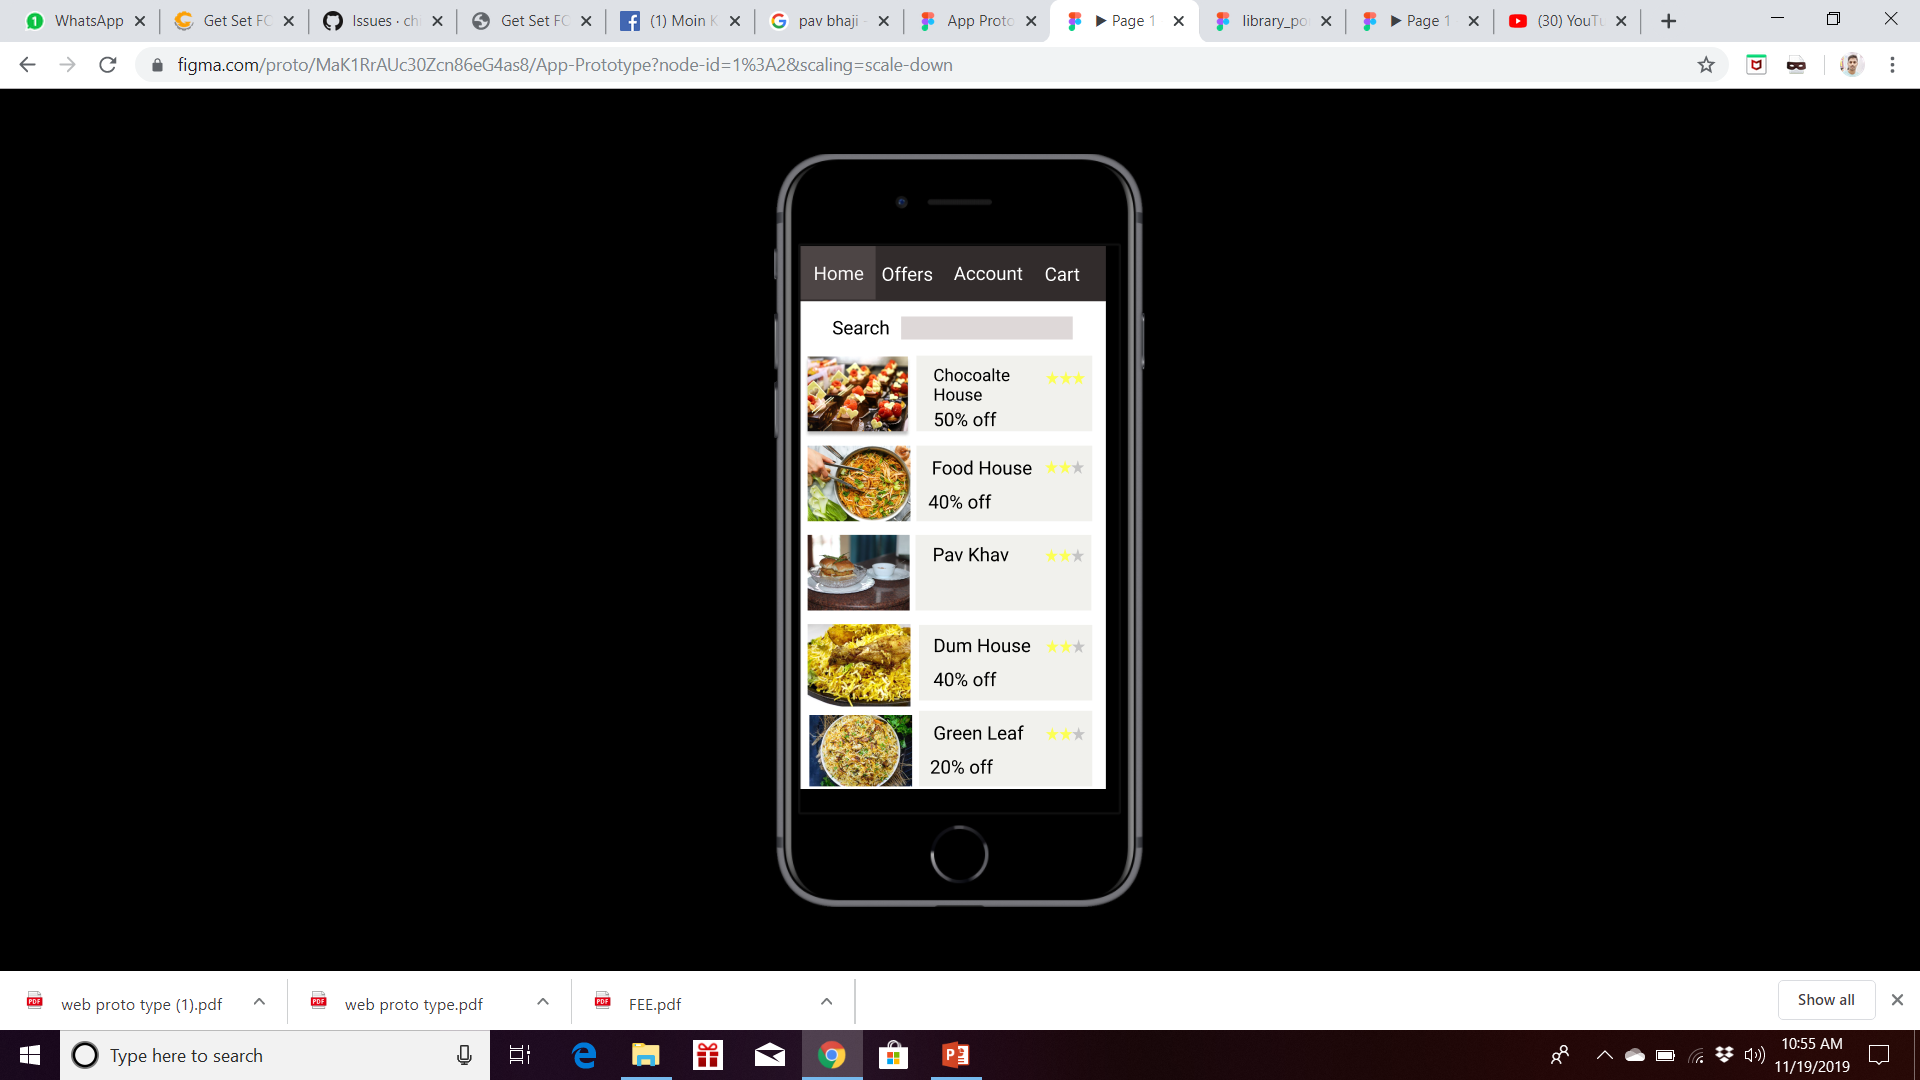 WhatsApp
Get Set FO
Issues · ch
Get Set FO
(1) Moin K
pav bhaji -
App Proto
▶ Page 1
library_po
▶ Page 1
(30) YouTu
figma.com/proto/MaK1RrAUc30Zcn86eG4as8/App-Prototype?node-id=1%3A2&scaling=scale-down
Home Offers Account Cart
Search
Chocoalte
House
50% off
Food House
40% off
Pav Khav
Dum House
40% off
Green Leaf
20% off
web proto type (1).pdf
web proto type.pdf
FEE.pdf
Show all
Type here to search
10:55 AM
11/19/2019